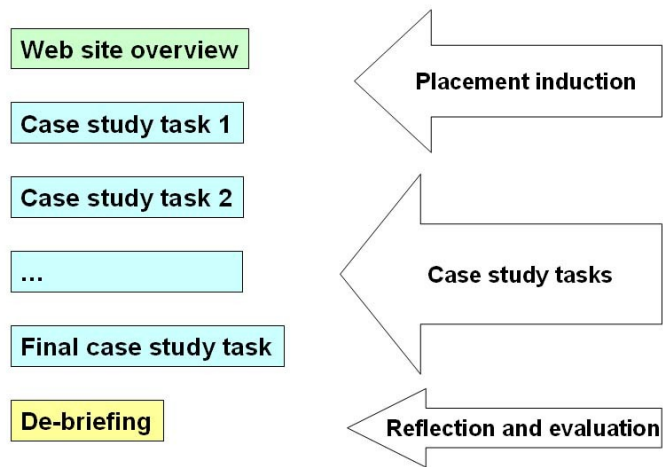 Web site overview
Placement induction
Case study task 1
Case study task 2
...
Case study tasks
Final case study task
De-briefing
Reflection and evaluation